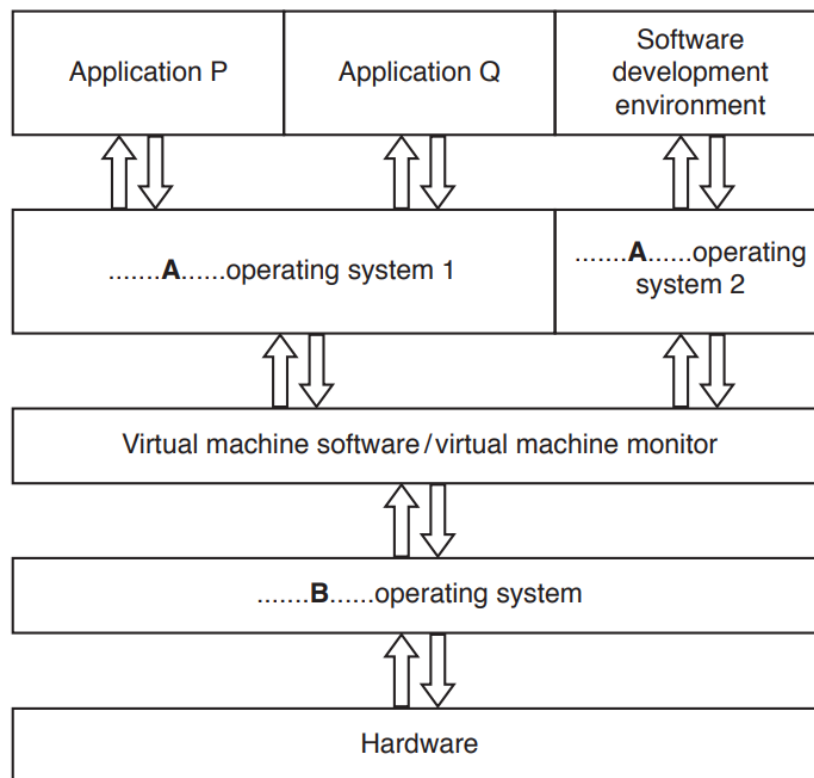 Application P
Application Q
Software
development
environment
.......A......operating system 1
.......A......operating
system 2
Virtual machine software/virtual machine monitor
.......B......operating system
Hardware